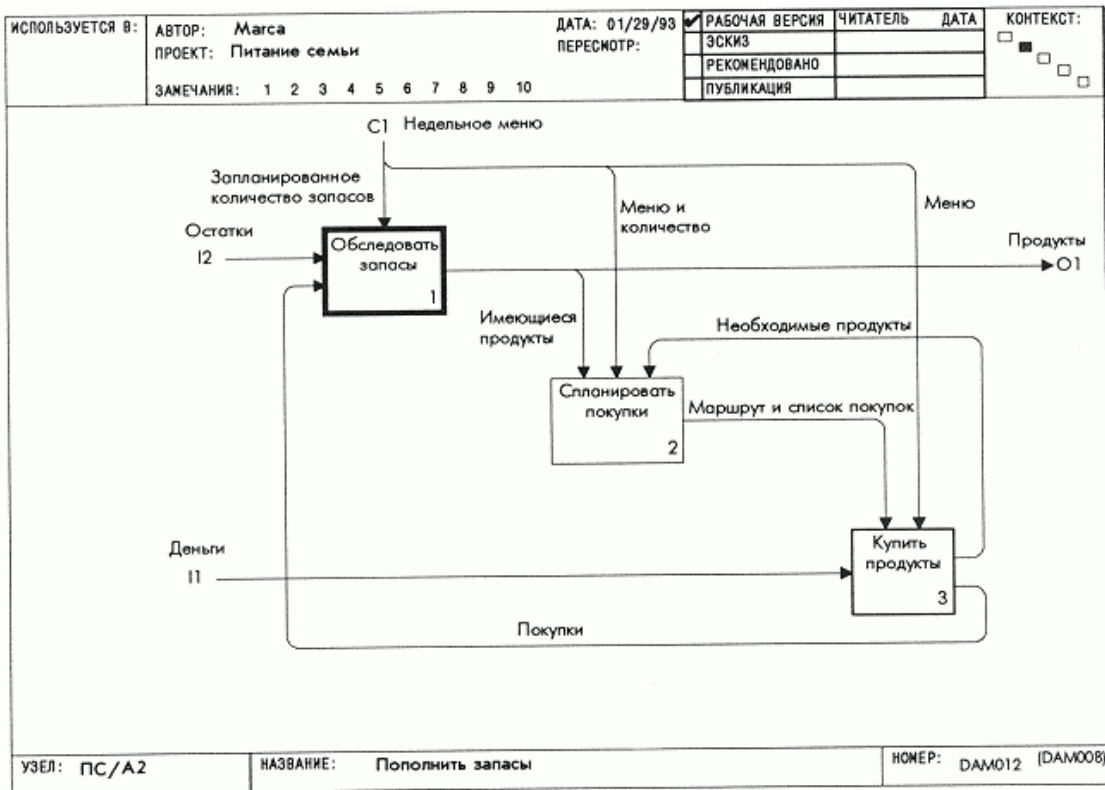 ИСПОЛЬЗУЕТСЯ В:
АВТОР: Marca
ДАТА: 01/29/93
ПРОЕКТ: Питание семьи
ПЕРЕСМОТР:
ЗАМЕЧАНИЯ: 1 2 3 4 5 6 7 8 9 10
РАБОЧАЯ ВЕРСИЯ
ЭСКИЗ
РЕКОМЕНДОВАНО
ПУБЛИКАЦИЯ
ЧИТАТЕЛЬ ДАТА
КОНТЕКСТ:
C1 Недельное меню
Запланированное
количество запасов
Меню и
количество
Меню
Остатки
I2
Обследовать
запасы
1
Продукты
O1
Имеющиеся
продукты
Необходимые продукты
Спланировать
покупки
2
Маршрут и список покупок
Деньги
I1
Купить
продукты
3
Покупки
УЗЕЛ: ПС/А2
НАЗВАНИЕ: Пополнить запасы
НОМЕР: DAM012 (DAM008)